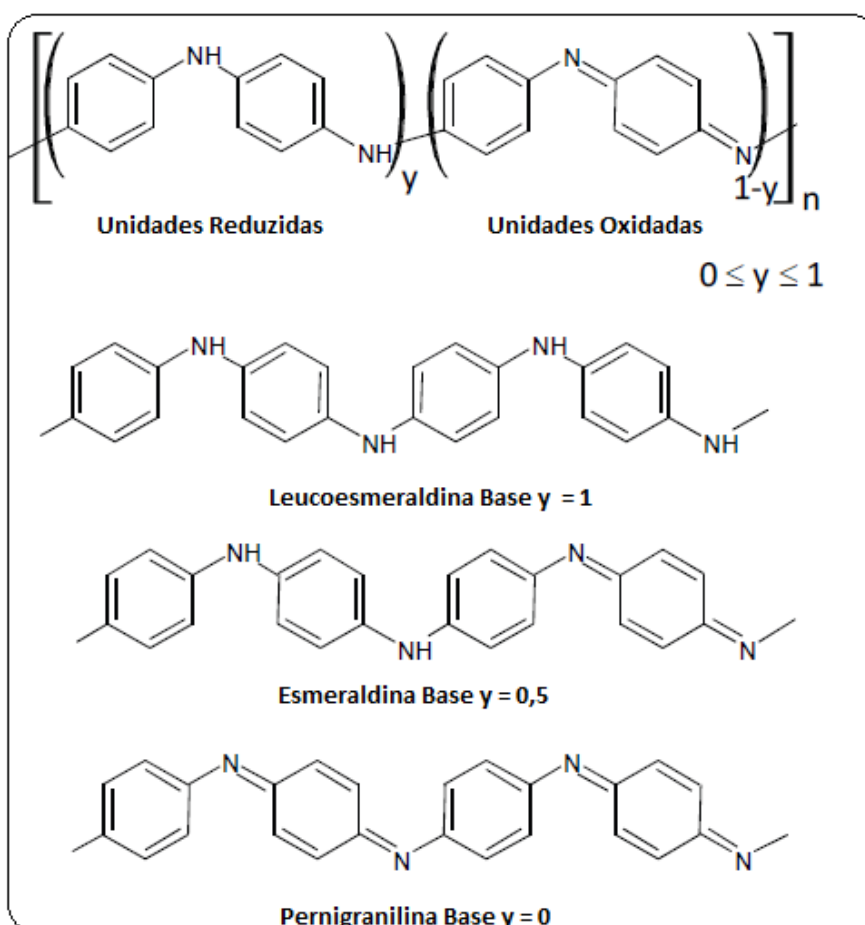 NH N
NH y N 1-y n
Unidades Reduzidas Unidades Oxidadas
0 ≤ y ≤ 1
NH NH
NH NH
Leucoesmeraldina Base y = 1
NH N
NH N
Esmeraldina Base y = 0,5
N N
N N
Pernigranilina Base y = 0